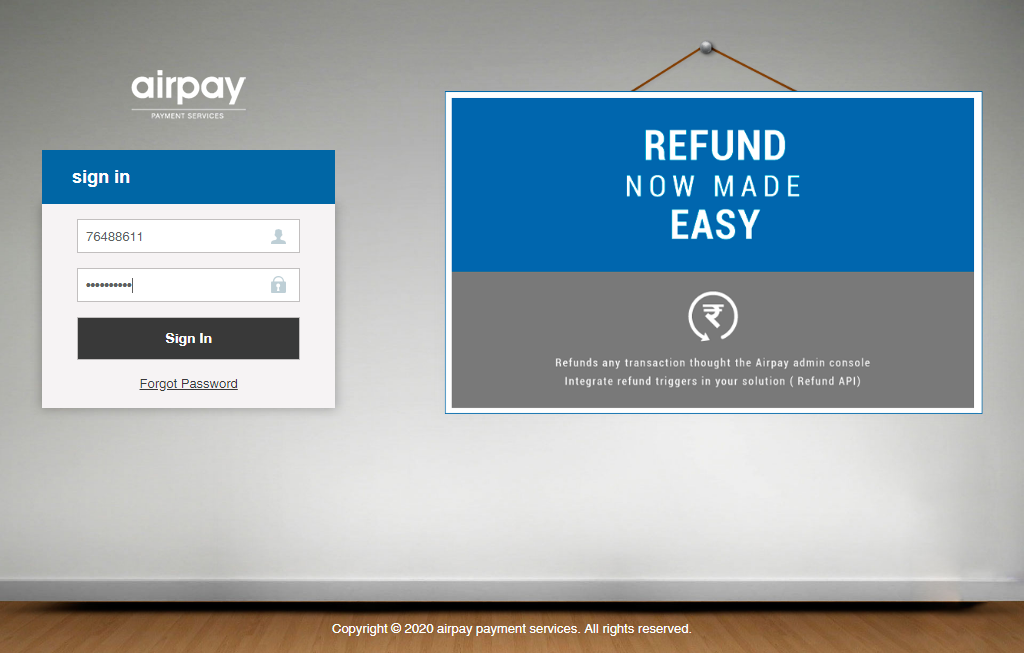 airpay
PAYMENT SERVICES
sign in
76488611
••••••••••
Sign In
Forgot Password
REFUND
NOW MADE
EASY
₹
Refunds any transaction thought the Airpay admin console
Integrate refund triggers in your solution ( Refund API)
Copyright © 2020 airpay payment services. All rights reserved.